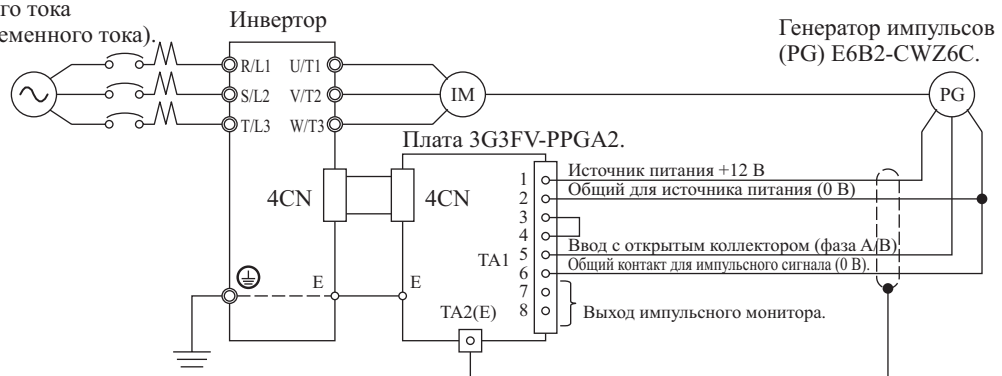 го тока
еменного тока).
Инвертор
Генератор импульсов
(PG) E6B2-CWZ6C.
R/L1 U/T1
S/L2 V/T2
T/L3 W/T3
IM
PG
Плата 3G3FV-PPGA2.
4CN
4CN
1 Источник питания +12 В
2 Общий для источника питания (0 В)
3
4
TA1
5 Ввод с открытым коллектором (фаза A/B)
6 Общий контакт для импульсного сигнала (0 В).
7
8 Выход импульсного монитора.
E
E
TA2(E)